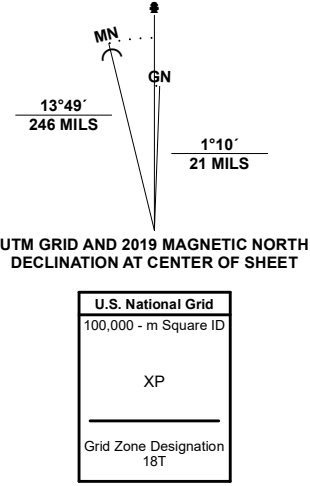 MN
GN
13°49´
246 MILS
1°10´
21 MILS
UTM GRID AND 2019 MAGNETIC NORTH
DECLINATION AT CENTER OF SHEET
U.S. National Grid
100,000 - m Square ID
XP
Grid Zone Designation
18T